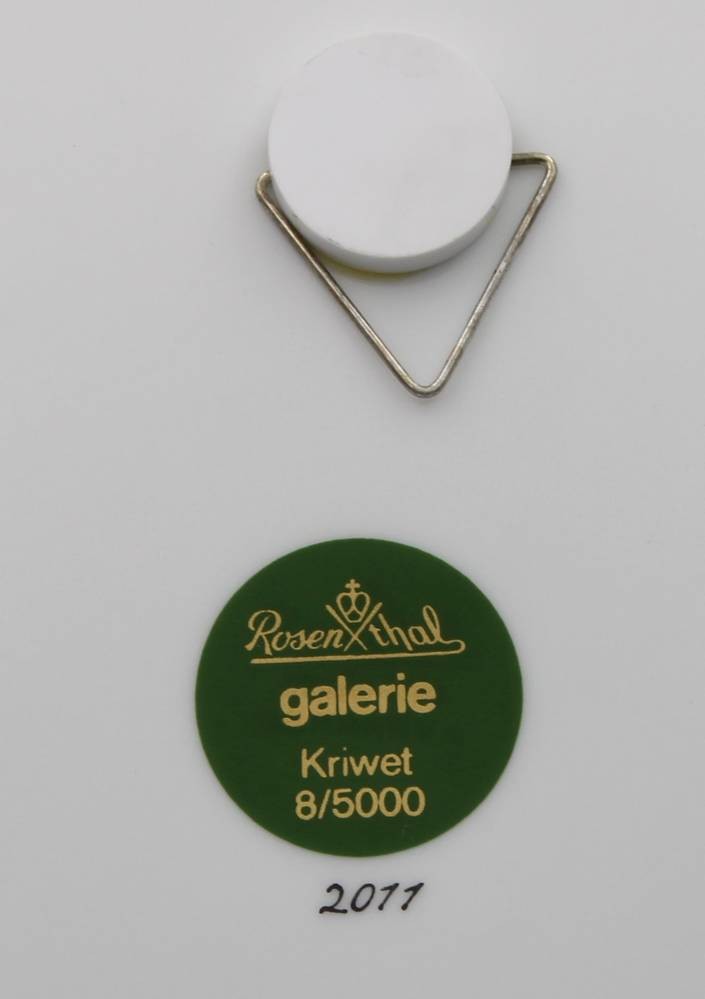 Rosenthal
galerie
Kriwet
8/5000
2011